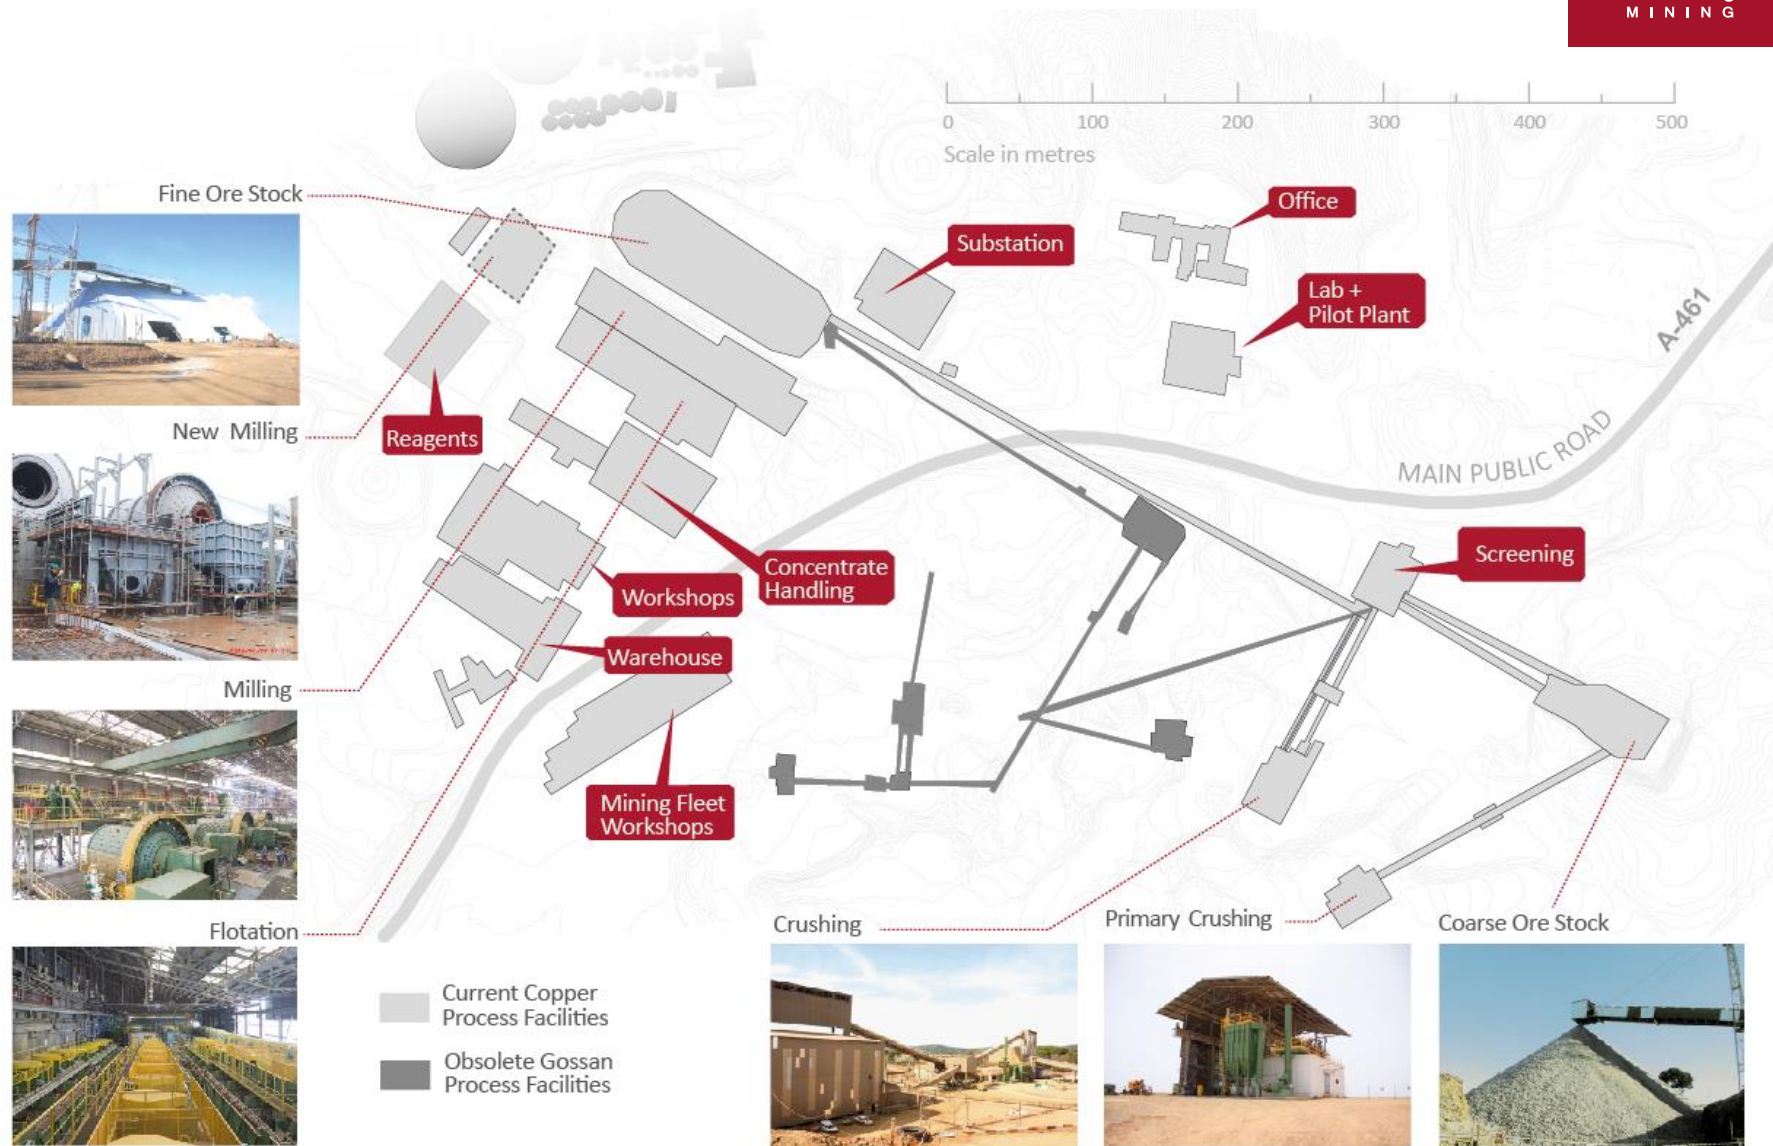 MINING
0
100
200
300
400
500
Scale in metres
Fine Ore Stock
Office
Substation
Lab +
Pilot Plant
A-461
New Milling
Reagents
MAIN PUBLIC ROAD
Screening
Concentrate
Handling
Workshops
Warehouse
Milling
Mining Fleet
Workshops
Flotation
Crushing
Primary Crushing
Coarse Ore Stock
Current Copper
Process Facilities
Obsolete Gossan
Process Facilities